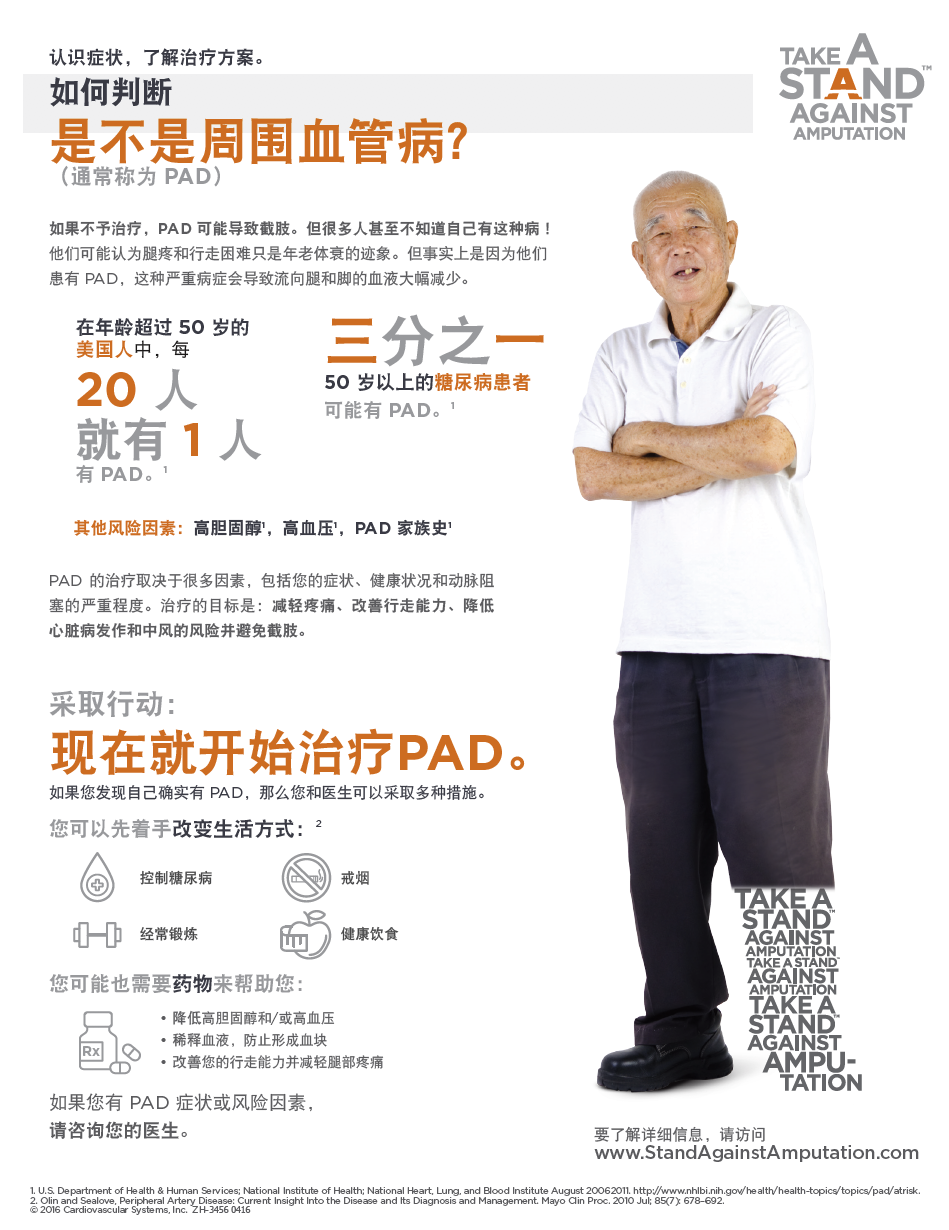 认识症状，了解治疗方案。
如何判断
是不是周围血管病？
（通常称为 PAD）
TAKE A
STAND™
AGAINST
AMPUTATION
如果不予治疗，PAD 可能导致截肢。但很多人甚至不知道自己有这种病！
他们可能认为腿疼和行走困难只是年老体衰的迹象。但事实上是因为他们
患有 PAD，这种严重病症会导致流向腿和脚的血液大幅减少。
在年龄超过 50 岁的
美国人中，每
20 人
就有 1 人
有 PAD。¹
三分之一
50 岁以上的糖尿病患者
可能有 PAD。¹
其他风险因素：高胆固醇¹，高血压¹，PAD 家族史¹
PAD 的治疗取决于很多因素，包括您的症状、健康状况和动脉阻
塞的严重程度。治疗的目标是：减轻疼痛、改善行走能力、降低
心脏病发作和中风的风险并避免截肢。
采取行动：
现在就开始治疗PAD。
如果您发现自己确实有 PAD，那么您和医生可以采取多种措施。
您可以先着手改变生活方式：²
控制糖尿病
戒烟
经常锻炼
健康饮食
您可能也需要药物来帮助您：
Rx
• 降低高胆固醇和/或高血压
• 稀释血液，防止形成血块
• 改善您的行走能力并减轻腿部疼痛
如果您有 PAD 症状或风险因素，
请咨询您的医生。
TAKE A
STAND™
AGAINST
AMPUTATION
TAKE A STAND™
AGAINST
AMPUTATION
TAKE A
STAND™
AGAINST
AMPU-
TATION
要了解详细信息，请访问
www.StandAgainstAmputation.com
1. U.S. Department of Health & Human Services; National Institute of Health; National Heart, Lung, and Blood Institute August 20062011. http://www.nhlbi.nih.gov/health/health-topics/topics/pad/atrisk.
2. Olin and Sealove, Peripheral Artery Disease: Current Insight Into the Disease and Its Diagnosis and Management. Mayo Clin Proc. 2010 Jul; 85(7): 678–692.
© 2016 Cardiovascular Systems, Inc. ZH-3456 0416